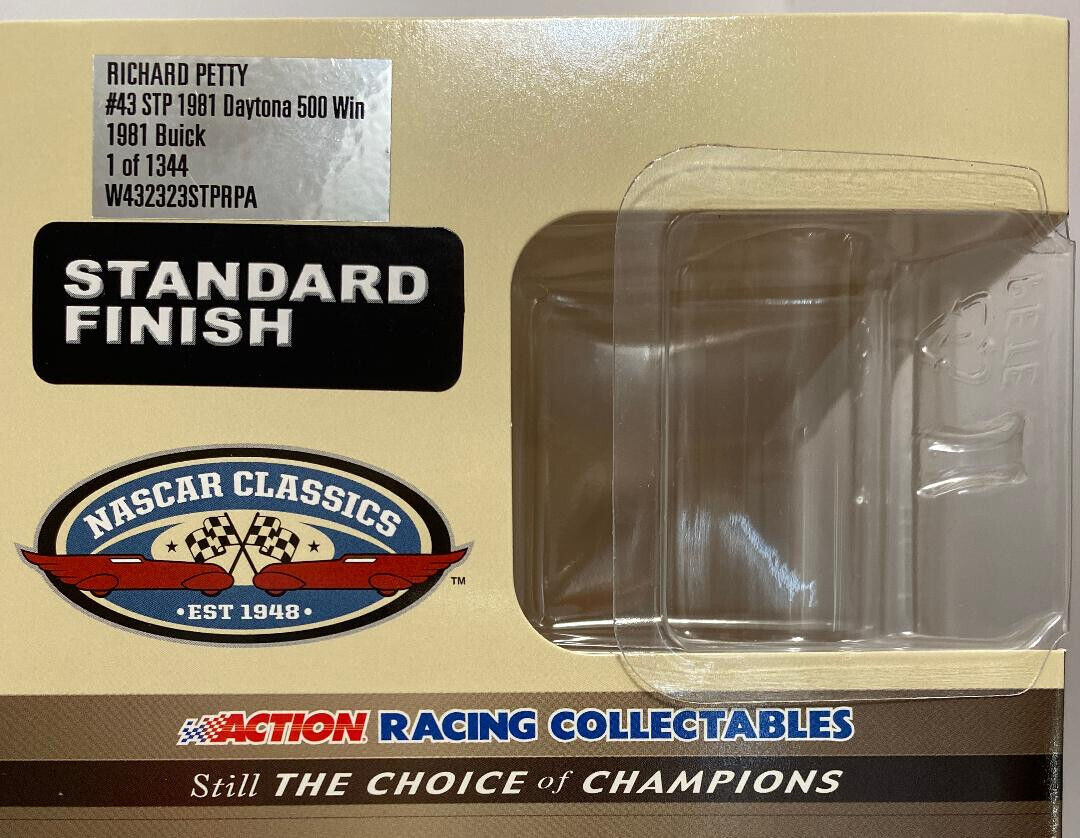 RICHARD PETTY
#43 STP 1981 Daytona 500 Win
1981 Buick
1 of 1344
W432323STPRPA
STANDARD
FINISH
NASCAR CLASSICS
•EST 1948•
TM
ACTION RACING COLLECTABLES
Still THE CHOICE of CHAMPIONS